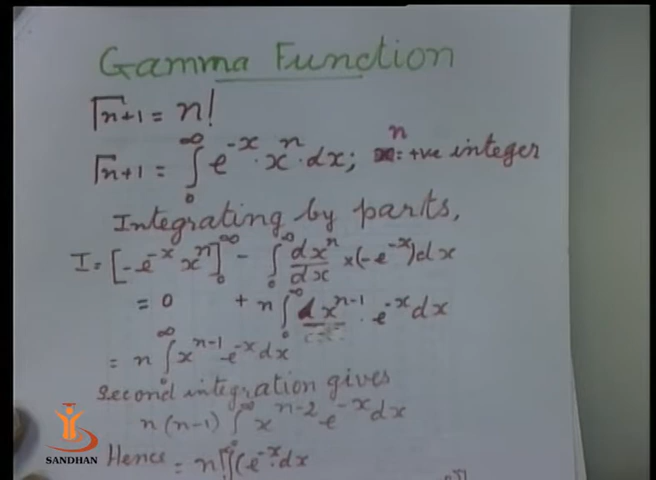 Gamma Function
Γn+1 = n!
Γn+1 = ∫₀^∞ e^-x · x^n · dx; n = +ve integer
Integrating by parts,
I = [-e^-x x^n]₀^∞ - ∫₀^∞ dx^n/dx × (-e^-x) dx
= 0 + n ∫₀^∞ x^n-1 · e^-x dx
= n ∫₀^∞ x^n-1 e^-x dx
Second integration gives
n(n-1) ∫₀^∞ x^n-2 e^-x dx
Hence = n! ∫ (e^-x dx
SANDHAN